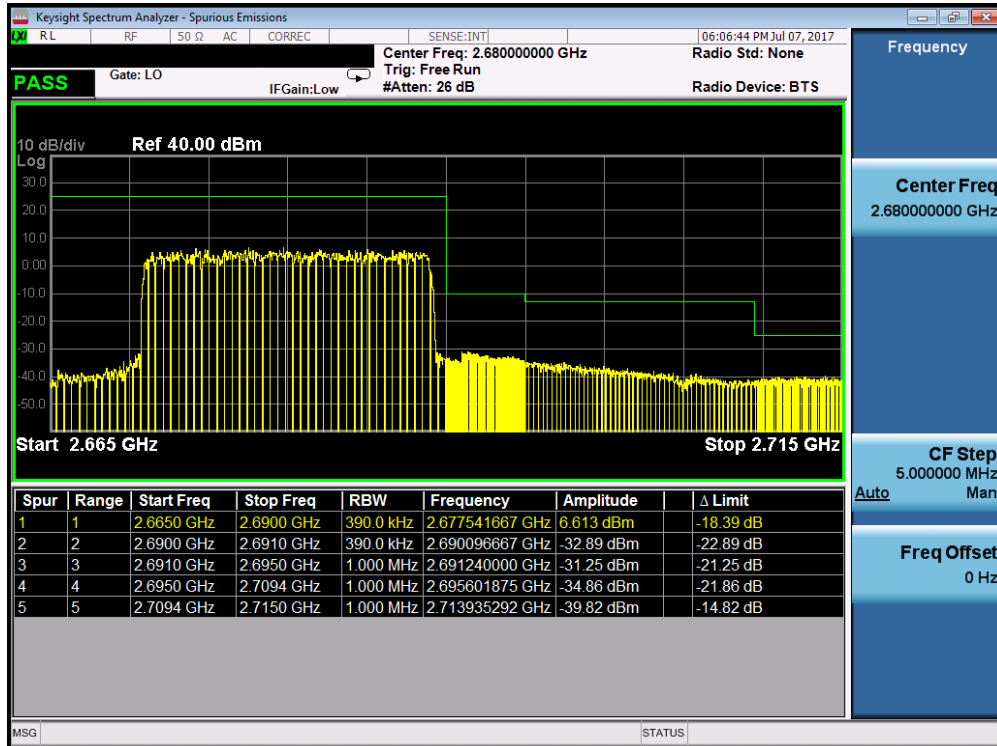 Keysight Spectrum Analyzer - Spurious Emissions
LXI RL RF 50 Ω AC CORREC SENSE:INT 06:06:44 PM Jul 07, 2017
Center Freq: 2.680000000 GHz Radio Std: None
Gate: LO Trig: Free Run
PASS IFGain:Low #Atten: 26 dB Radio Device: BTS
Frequency
10 dB/div Ref 40.00 dBm
Log
30.0
20.0
10.0
0.00
-10.0
-20.0
-30.0
-40.0
-50.0
Start 2.665 GHz Stop 2.715 GHz
Center Freq
2.680000000 GHz
CF Step
5.000000 MHz
Auto Man
Freq Offset
0 Hz
Spur Range Start Freq Stop Freq RBW Frequency Amplitude Δ Limit
1 1 2.6650 GHz 2.6900 GHz 390.0 kHz 2.677541667 GHz 6.613 dBm -18.39 dB
2 2 2.6900 GHz 2.6910 GHz 390.0 kHz 2.690096667 GHz -32.89 dBm -22.89 dB
3 3 2.6910 GHz 2.6950 GHz 1.000 MHz 2.691240000 GHz -31.25 dBm -21.25 dB
4 4 2.6950 GHz 2.7094 GHz 1.000 MHz 2.695601875 GHz -34.86 dBm -21.86 dB
5 5 2.7094 GHz 2.7150 GHz 1.000 MHz 2.713935292 GHz -39.82 dBm -14.82 dB
MSG STATUS